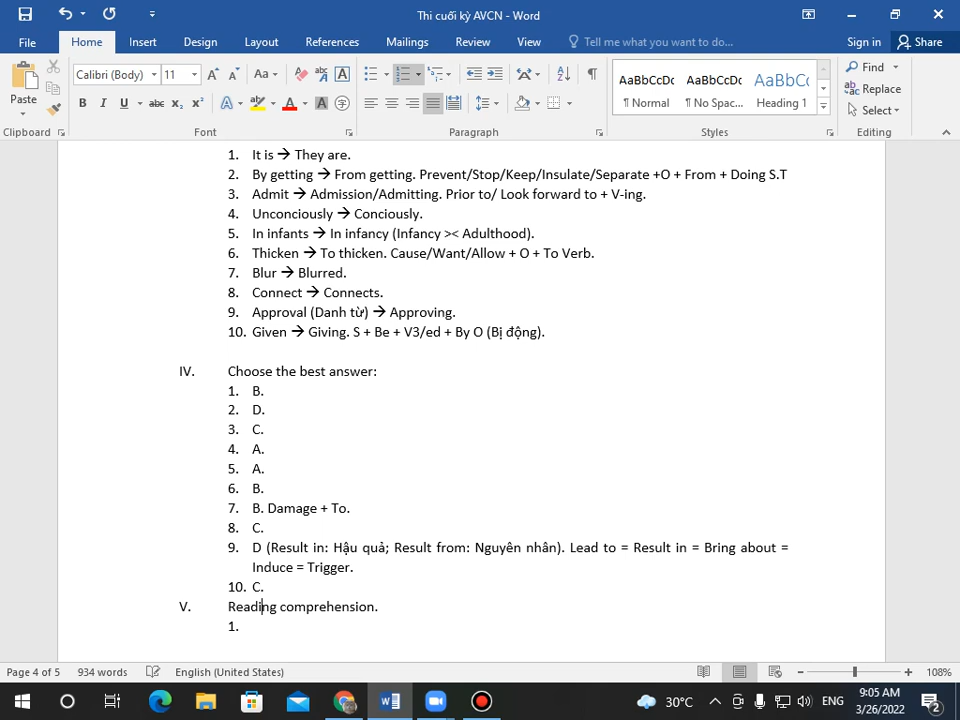 Thi cuối kỳ AVCN - Word
File Home Insert Design Layout References Mailings Review View Tell me what you want to do... Sign in Share
Calibri (Body) 11 Aa AaBbCcDc AaBbCcDc AaBbCc Find
Paste B I U abc x₂ x² A A ¶ Normal ¶ No Spac... Heading 1 Replace
Select
Clipboard Font Paragraph Styles Editing
1. It is → They are.
2. By getting → From getting. Prevent/Stop/Keep/Insulate/Separate +O + From + Doing S.T
3. Admit → Admission/Admitting. Prior to/ Look forward to + V-ing.
4. Unconciously → Conciously.
5. In infants → In infancy (Infancy >< Adulthood).
6. Thicken → To thicken. Cause/Want/Allow + O + To Verb.
7. Blur → Blurred.
8. Connect → Connects.
9. Approval (Danh từ) → Approving.
10. Given → Giving. S + Be + V3/ed + By O (Bị động).
IV. Choose the best answer:
1. B.
2. D.
3. C.
4. A.
5. A.
6. B.
7. B. Damage + To.
8. C.
9. D (Result in: Hậu quả; Result from: Nguyên nhân). Lead to = Result in = Bring about =
Induce = Trigger.
10. C.
V. Reading comprehension.
1.
Page 4 of 5 934 words English (United States) 108%
30°C ENG 9:05 AM
3/26/2022 2